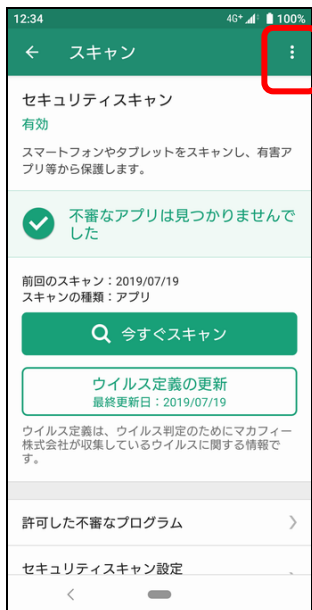 12:34 4G+ 100%
スキャン
セキュリティスキャン
有効
スマートフォンやタブレットをスキャンし、有害ア
プリ等から保護します。
不審なアプリは見つかりませんで
した
前回のスキャン：2019/07/19
スキャンの種類：アプリ
今すぐスキャン
ウイルス定義の更新
最終更新日：2019/07/19
ウイルス定義は、ウイルス判定のためにマカフィー
株式会社が収集しているウイルスに関する情報で
す。
許可した不審なプログラム
セキュリティスキャン設定